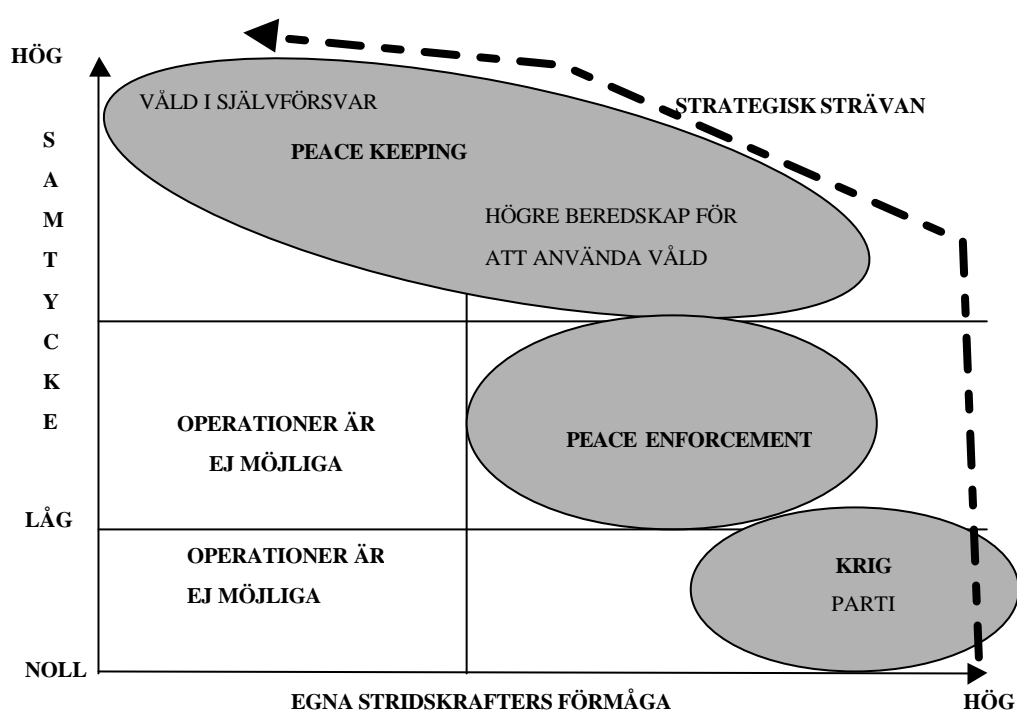 HÖG
VÅLD I SJÄLVFÖRSVAR
STRATEGISK STRÄVAN
PEACE KEEPING
HÖGRE BEREDSKAP FÖR
ATT ANVÄNDA VÅLD
S
A
M
T
Y
C
K
E
OPERATIONER ÄR
EJ MÖJLIGA
PEACE ENFORCEMENT
LÅG
OPERATIONER ÄR
EJ MÖJLIGA
KRIG
PARTI
NOLL
EGNA STRIDSKRAFTERS FÖRMÅGA
HÖG